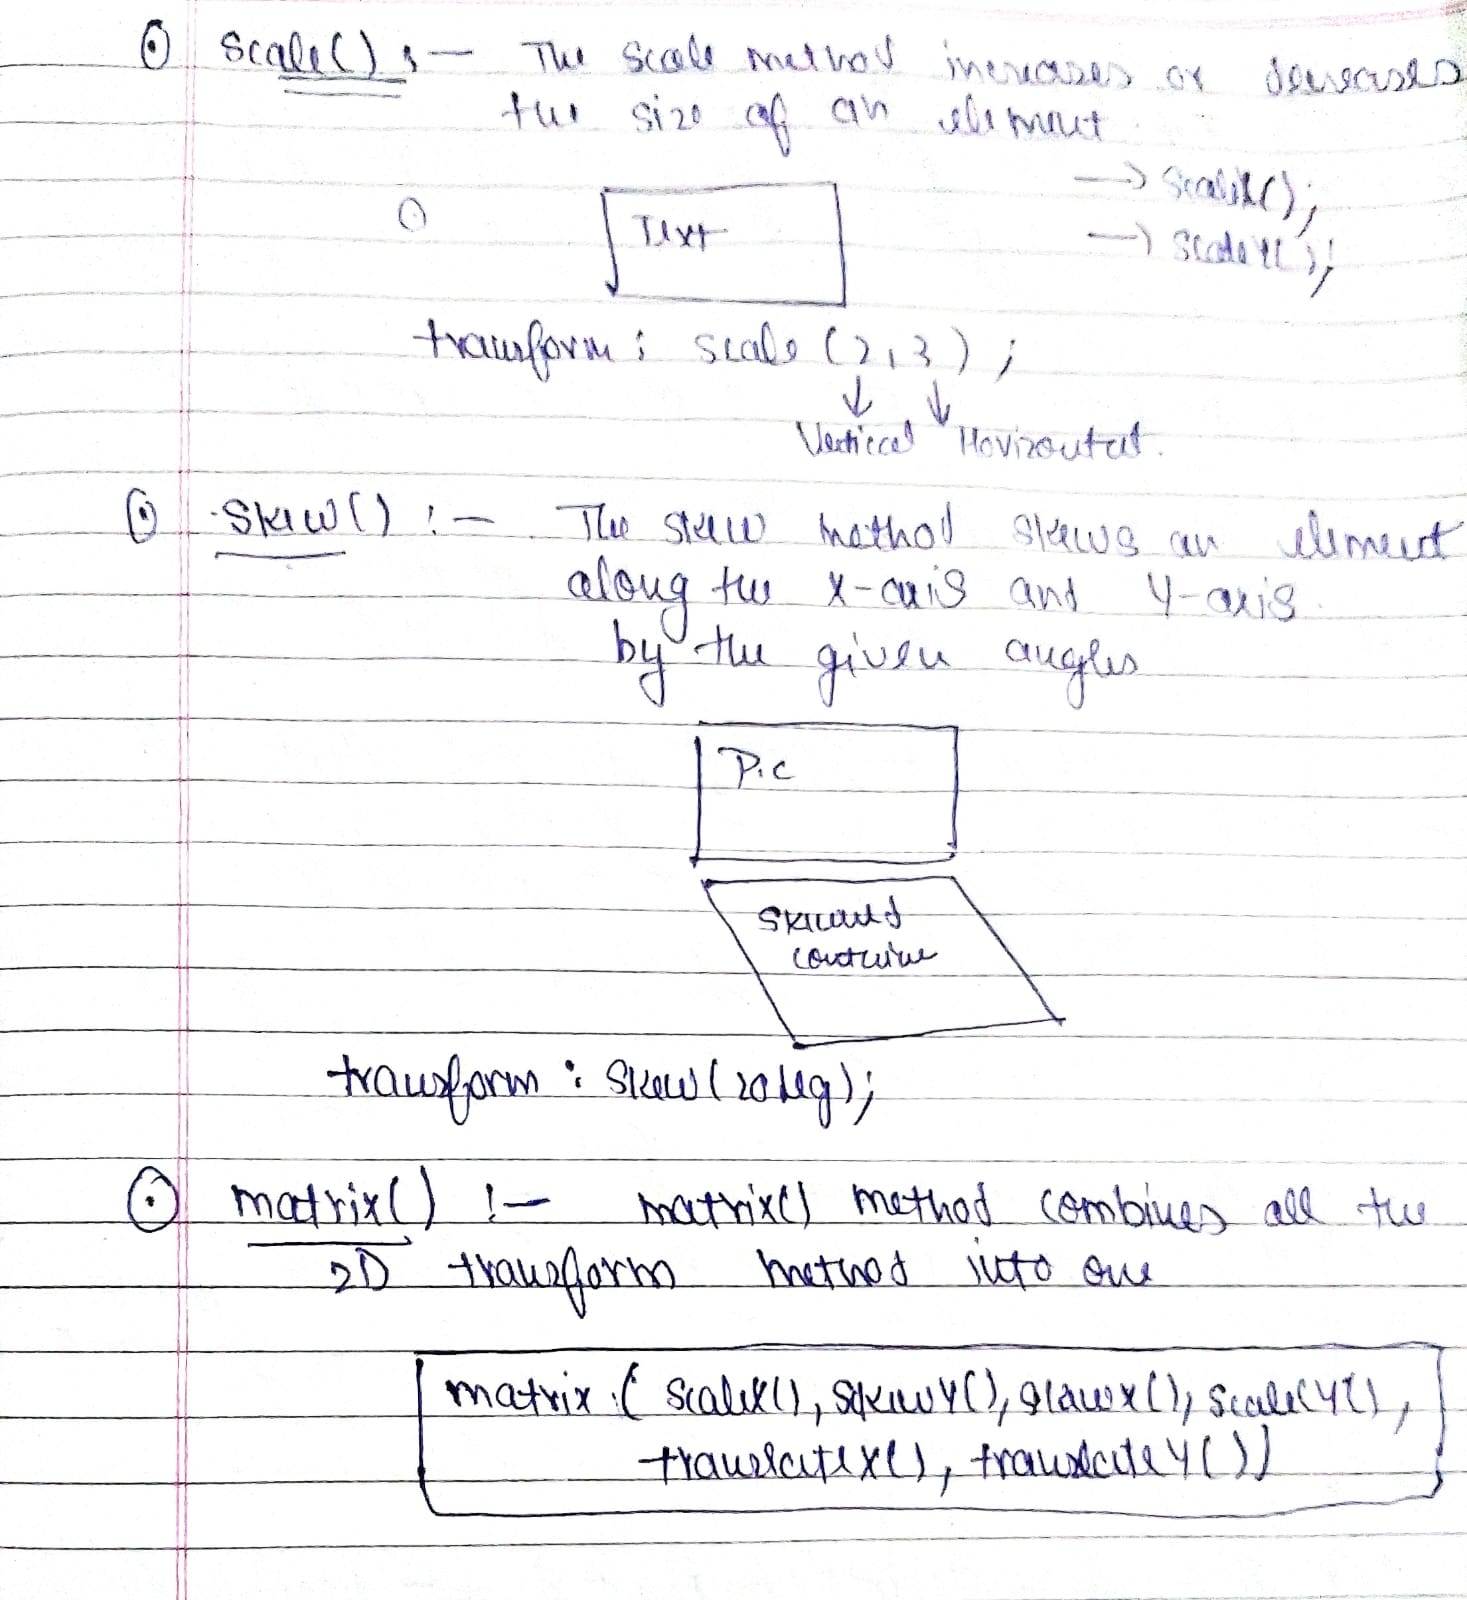 Scale() :- The Scale method increases or decreases
the size of an element
→ ScaleX();
→ ScaleY();
Text
transform : scale (2,3) ;
Vertical Horizontal.
Skew() :- The skew method skews an element
along the x-axis and Y-axis.
by the given angles
Pic
transform : Skew(20deg);
matrix() :- matrix() method combines all the
2D transform method into one
matrix ( ScaleX(), SkewY(), SkewX(), ScaleY(),
translateX(), translateY())